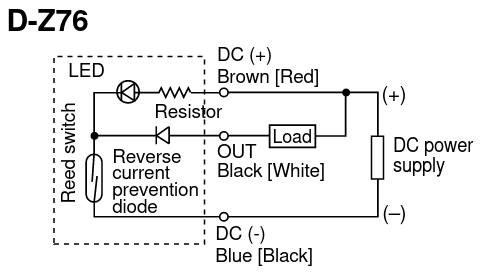 D-Z76
DC (+)
Brown [Red]
LED
(+)
Resistor
Reed switch
Load
OUT
Black [White]
DC power
supply
Reverse
current
prevention
diode
(–)
DC (-)
Blue [Black]